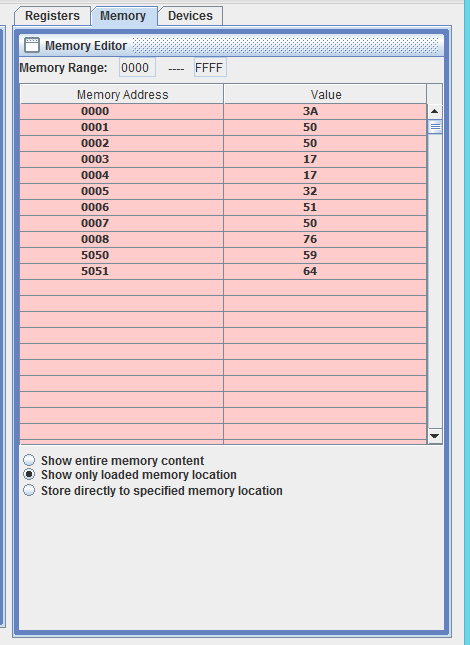 Registers Memory Devices
Memory Editor
Memory Range: 0000 ---- FFFF
Memory Address Value
0000 3A
0001 50
0002 50
0003 17
0004 17
0005 32
0006 51
0007 50
0008 76
5050 59
5051 64
Show entire memory content
Show only loaded memory location
Store directly to specified memory location